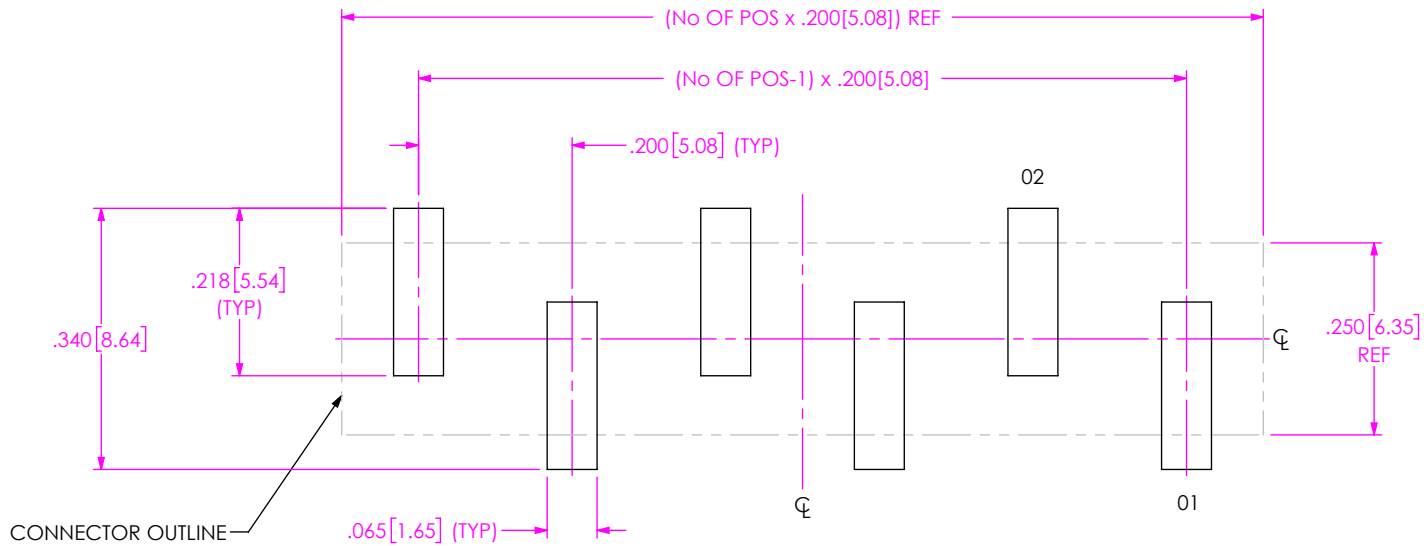 (No OF POS x .200[5.08]) REF
(No OF POS-1) x .200[5.08]
.200[5.08] (TYP)
02
.218[5.54]
(TYP)
.340[8.64]
℄
.250[6.35]
REF
℄
01
.065[1.65] (TYP)
CONNECTOR OUTLINE